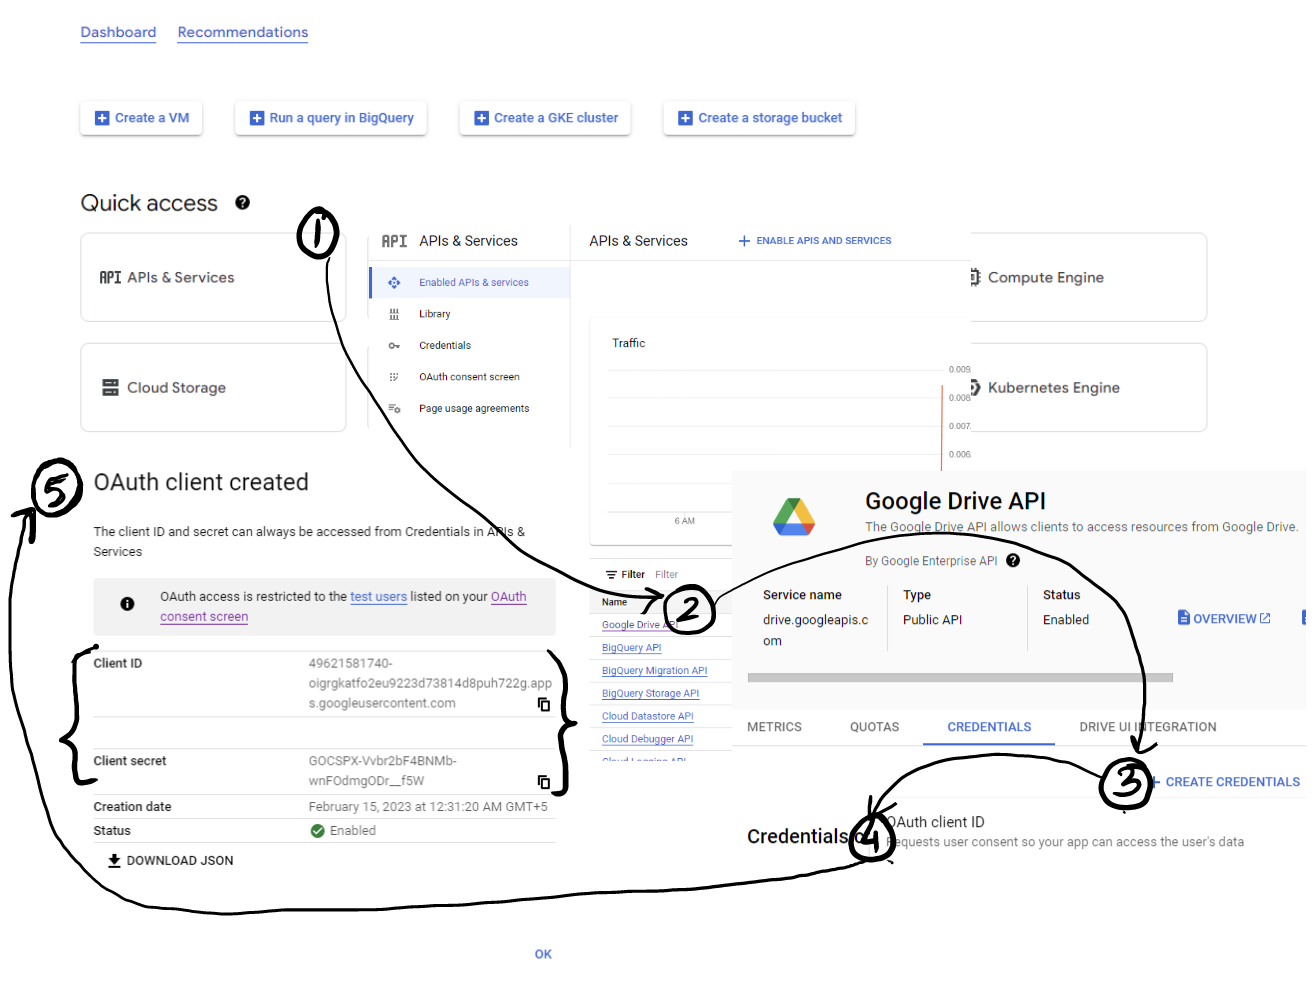 Dashboard Recommendations
Create a VM Run a query in BigQuery Create a GKE cluster Create a storage bucket
Quick access
1
API APIs & Services
Cloud Storage
API APIs & Services
Enabled APIs & services
Library
Credentials
OAuth consent screen
Page usage agreements
APIs & Services ENABLE APIS AND SERVICES
Traffic
0.009
0.008
0.007
0.006
6 AM
Compute Engine
Kubernetes Engine
Filter Filter
Name
2
Google Drive API
BigQuery API
BigQuery Migration API
BigQuery Storage API
Cloud Datastore API
Cloud Debugger API
Cloud Logging API
Google Drive API
The Google Drive API allows clients to access resources from Google Drive.
By Google Enterprise API
Service name Type Status
drive.googleapis.c Public API Enabled
om
OVERVIEW
METRICS QUOTAS CREDENTIALS DRIVE UI INTEGRATION
3
CREATE CREDENTIALS
Credentials
4
OAuth client ID
Requests user consent so your app can access the user's data
5
OAuth client created
The client ID and secret can always be accessed from Credentials in APIs &
Services
OAuth access is restricted to the test users listed on your OAuth
consent screen
Client ID 49621581740-
oigrgkatfo2eu9223d73814d8puh722g.app
s.googleusercontent.com
Client secret GOCSPX-Vvbr2bF4BNMb-
wnFOdmgODr__f5W
Creation date February 15, 2023 at 12:31:20 AM GMT+5
Status Enabled
DOWNLOAD JSON
OK